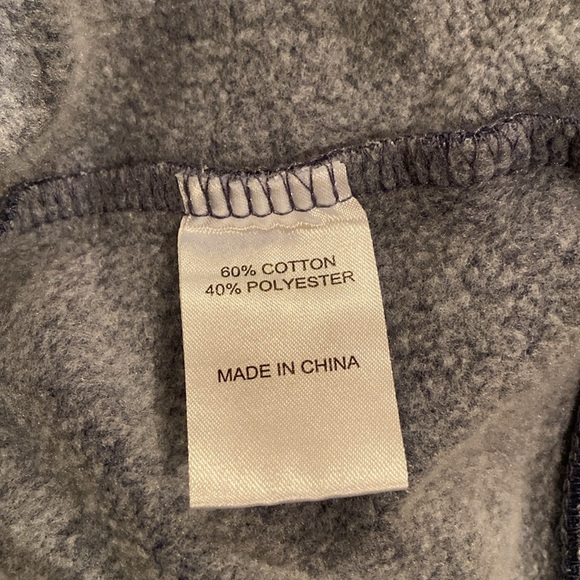 60% COTTON
40% POLYESTER
MADE IN CHINA